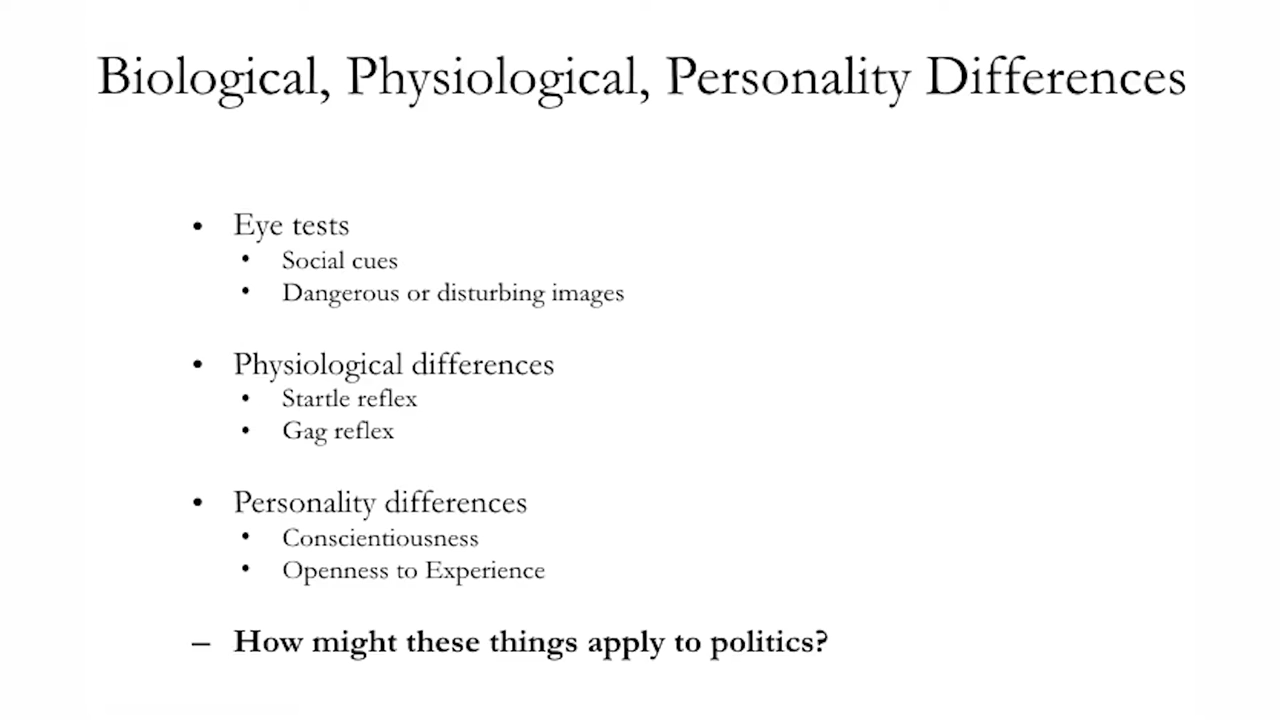 Biological, Physiological, Personality Differences
• Eye tests
• Social cues
• Dangerous or disturbing images
• Physiological differences
• Startle reflex
• Gag reflex
• Personality differences
• Conscientiousness
• Openness to Experience
– How might these things apply to politics?